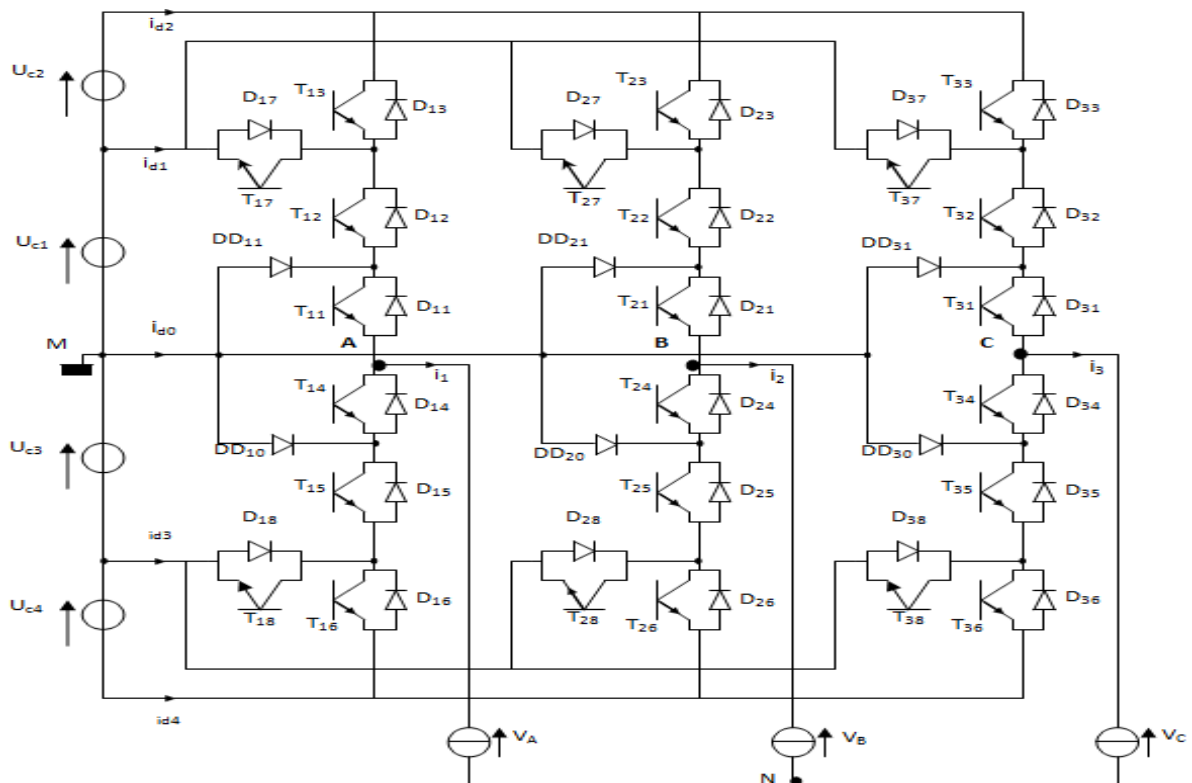 id2
Uc2
T13
D13
T23
D23
T33
D33
D17
D27
D37
id1
T17
T27
T37
T12
D12
T22
D22
T32
D32
Uc1
DD11
DD21
DD31
T11
D11
T21
D21
T31
D31
id0
M
A
B
C
i1
i2
i3
T14
D14
T24
D24
T34
D34
Uc3
DD10
DD20
DD30
T15
D15
T25
D25
T35
D35
D18
D28
D38
id3
Uc4
T18
T16
D16
T28
T26
D26
T38
T36
D36
id4
VA
VB
VC
N